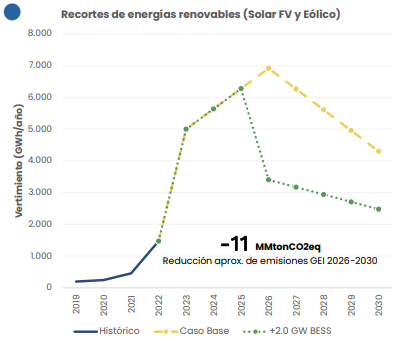 Recortes de energías renovables (Solar FV y Eólico)
Vertimiento (GWh/año)
8.000
7.000
6.000
5.000
4.000
3.000
2.000
1.000
0
-11 MMtonCO2eq
Reducción aprox. de emisiones GEI 2026-2030
2019 2020 2021 2022 2023 2024 2025 2026 2027 2028 2029 2030
Histórico Caso Base +2.0 GW BESS